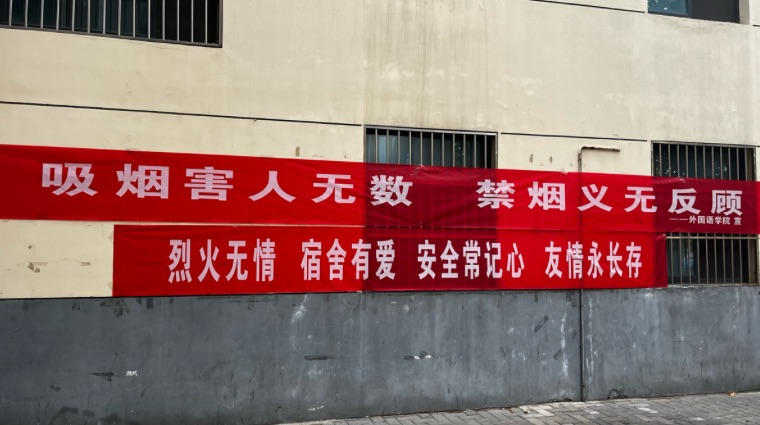 吸烟害人无数 禁烟义无反顾
——外国语学院 宣
烈火无情 宿舍有爱 安全常记心 友情永长存